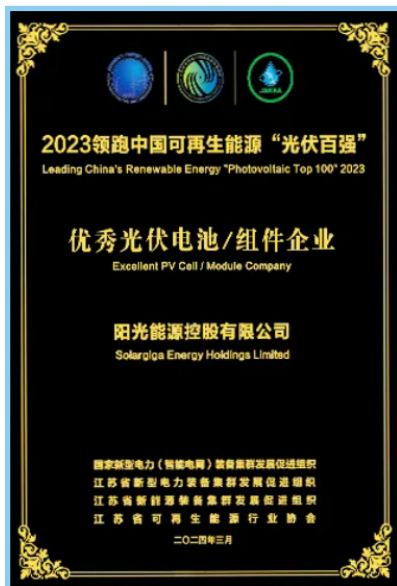 JAREA
2023领跑中国可再生能源“光伏百强”
Leading China's Renewable Energy "Photovoltaic Top 100" 2023
优秀光伏电池/组件企业
Excellent PV Cell / Module Company
阳光能源控股有限公司
Solargiga Energy Holdings Limited
国家新型电力（智能电网）装备集群发展促进组织
江苏省新型电力装备集群发展促进组织
江苏省新能源装备集群发展促进组织
江苏省可再生能源行业协会
二〇二四年三月